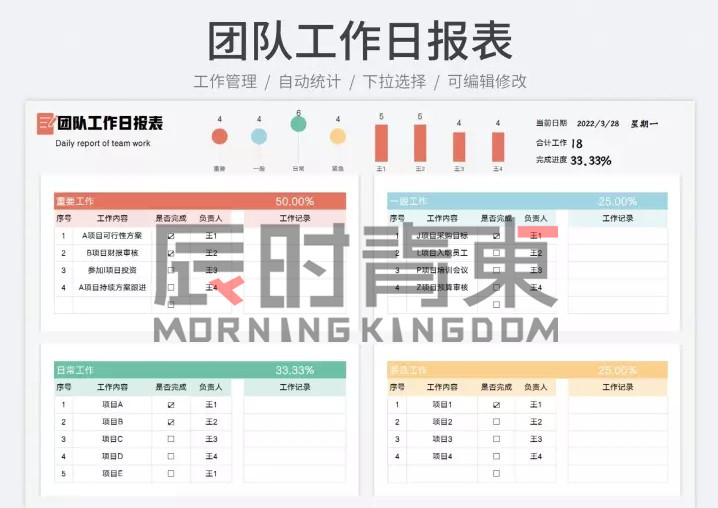 团队工作日报表
工作管理 / 自动统计 / 下拉选择 / 可编辑修改
团队工作日报表
Daily report of team work
4 4 6 4
重要 一般 日常 紧急
5 5 4 4
王1 王2 王3 王4
当前日期 2022/3/28 星期一
合计工作 18
完成进度 33.33%
重要工作 50.00%
序号 工作内容 是否完成 负责人 工作记录
1 A项目可行性方案 ☑ 王1
2 B项目财报审核 ☑ 王2
3 参加I项目投资 ☐ 王3
4 A项目持续方案跟进 ☐ 王4
☐
一般工作 25.00%
序号 工作内容 是否完成 负责人 工作记录
1 J项目采购目标 ☑ 王1
2 L项目入职员工 ☐ 王2
3 P项目培训会议 ☐ 王3
4 Z项目预算审核 ☐ 王4
☐
辰时青東
MORNING KINGDOM
日常工作 33.33%
序号 工作内容 是否完成 负责人 工作记录
1 项目A ☑ 王1
2 项目B ☑ 王2
3 项目C ☐ 王3
4 项目D ☐ 王4
5 项目E ☐ 王1
紧急工作 25.00%
序号 工作内容 是否完成 负责人 工作记录
1 项目1 ☑ 王1
2 项目2 ☐ 王2
3 项目3 ☐ 王3
4 项目4 ☐ 王4
☐